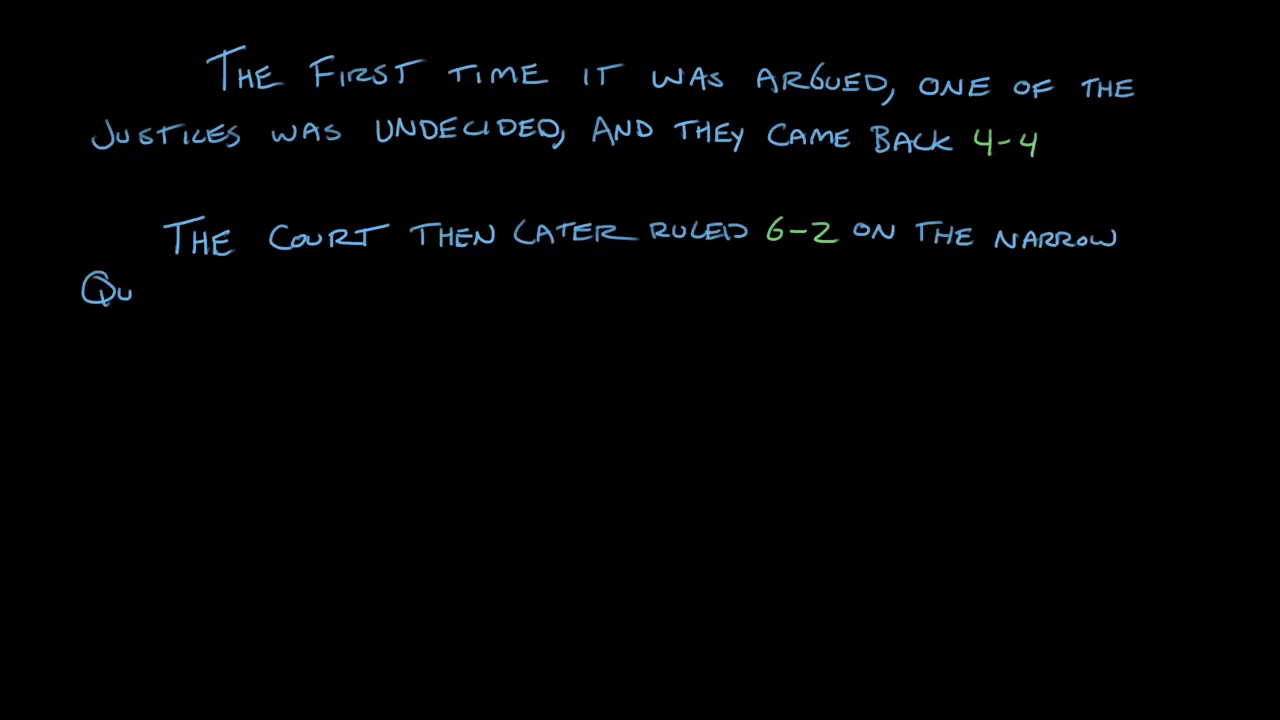 THE FIRST TIME IT WAS ARGUED, ONE OF THE
JUSTICES WAS UNDECIDED, AND THEY CAME BACK 4-4
THE COURT THEN LATER RULED 6-2 ON THE NARROW
QU